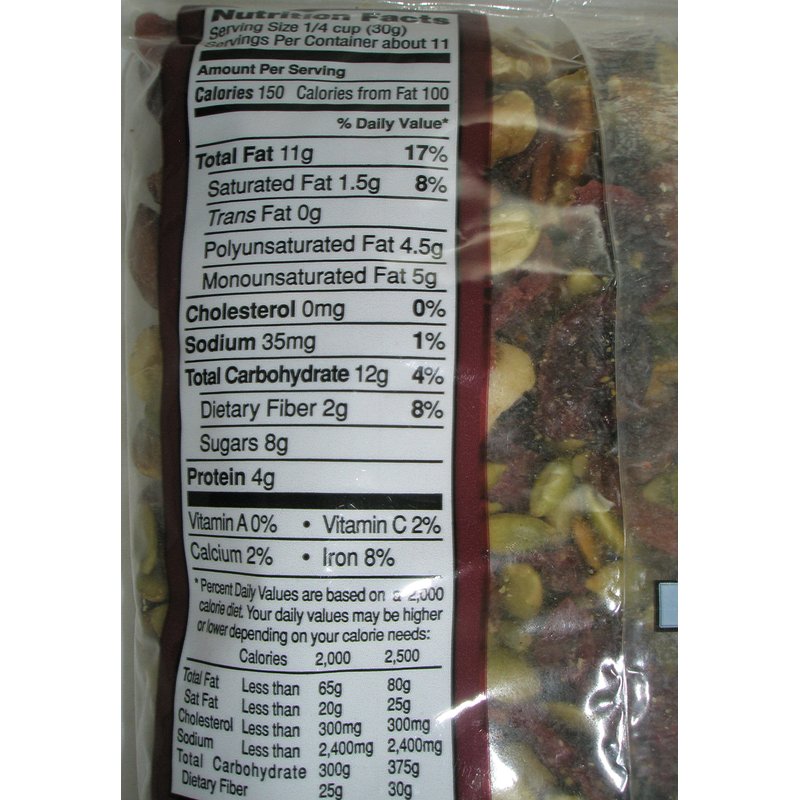 Nutrition Facts
Serving Size 1/4 cup (30g)
Servings Per Container about 11
Amount Per Serving
Calories 150 Calories from Fat 100
% Daily Value*
Total Fat 11g 17%
Saturated Fat 1.5g 8%
Trans Fat 0g
Polyunsaturated Fat 4.5g
Monounsaturated Fat 5g
Cholesterol 0mg 0%
Sodium 35mg 1%
Total Carbohydrate 12g 4%
Dietary Fiber 2g 8%
Sugars 8g
Protein 4g
Vitamin A 0% • Vitamin C 2%
Calcium 2% • Iron 8%
* Percent Daily Values are based on a 2,000
calorie diet. Your daily values may be higher
or lower depending on your calorie needs:
Calories 2,000 2,500
Total Fat Less than 65g 80g
Sat Fat Less than 20g 25g
Cholesterol Less than 300mg 300mg
Sodium Less than 2,400mg 2,400mg
Total Carbohydrate 300g 375g
Dietary Fiber 25g 30g